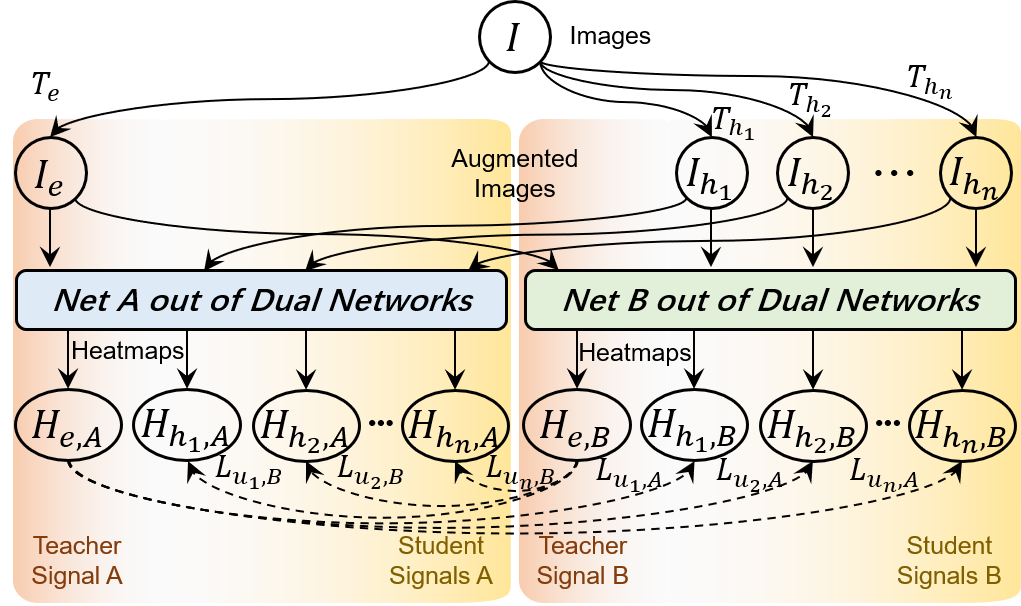 I Images
T_e T_{h_1} T_{h_2} T_{h_n}
I_e Augmented Images I_{h_1} I_{h_2} ··· I_{h_n}
Net A out of Dual Networks Net B out of Dual Networks
Heatmaps Heatmaps
H_{e,A} H_{h_1,A} H_{h_2,A} ··· H_{h_n,A} H_{e,B} H_{h_1,B} H_{h_2,B} ··· H_{h_n,B}
L_{u_1,B} L_{u_2,B} L_{u_n,B} L_{u_1,A} L_{u_2,A} L_{u_n,A}
Teacher Student Teacher Student
Signal A Signals A Signal B Signals B